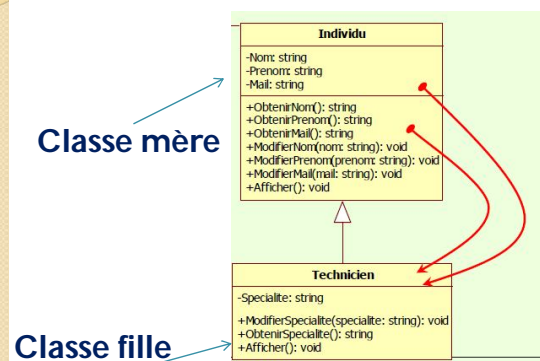 Individu
-Nom: string
-Prenom: string
-Mail: string
+ObtenirNom(): string
+ObtenirPrenom(): string
+ObtenirMail(): string
+ModifierNom(nom: string): void
+ModifierPrenom(prenom: string): void
+ModifierMail(mail: string): void
+Afficher(): void
Classe mère
Technicien
-Specialite: string
+ModifierSpecialite(specialite: string): void
+ObtenirSpecialite(): string
+Afficher(): void
Classe fille